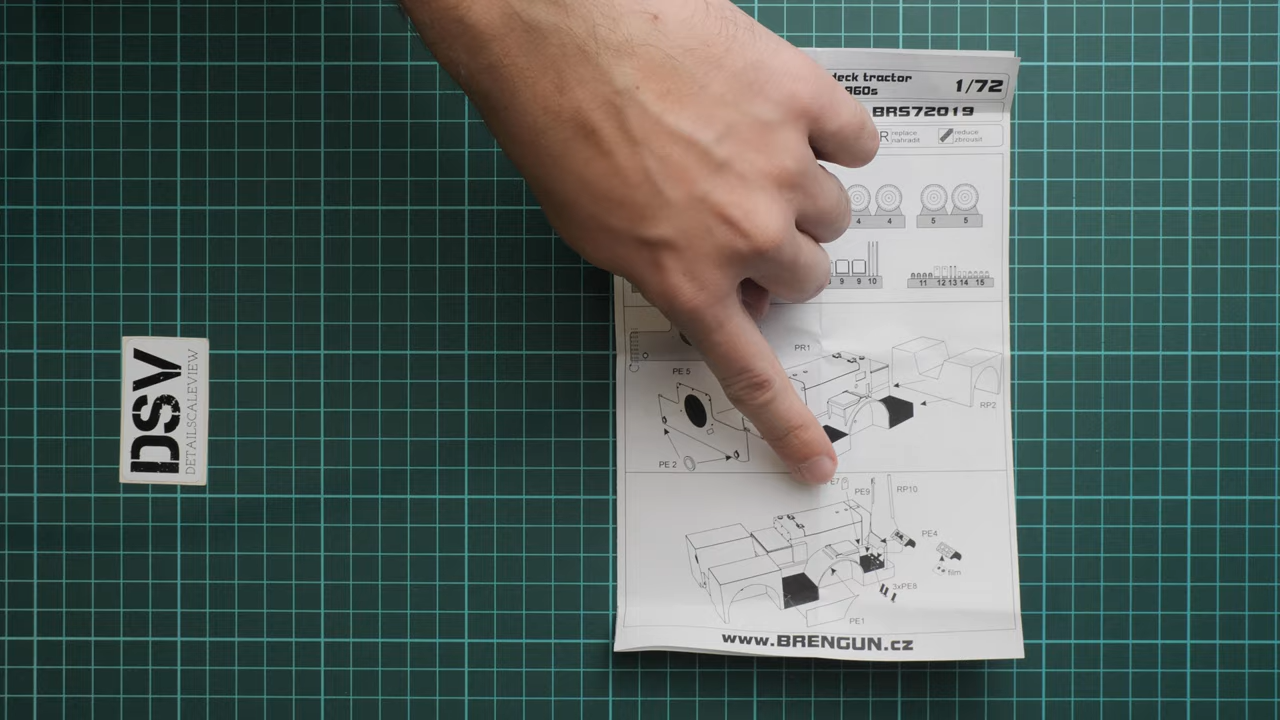 deck tractor
960s
1/72
BRS72019
R replace
nahradit
reduce
zbrousit
4 4 5 5
9 9 10 11 12 13 14 15
PR1
PE 5
RP2
PE 2
PE7
PE9
RP10
PE4
film
3xPE8
PE1
www.BRENGUN.cz
DSV
DETAILSCALEVIEW